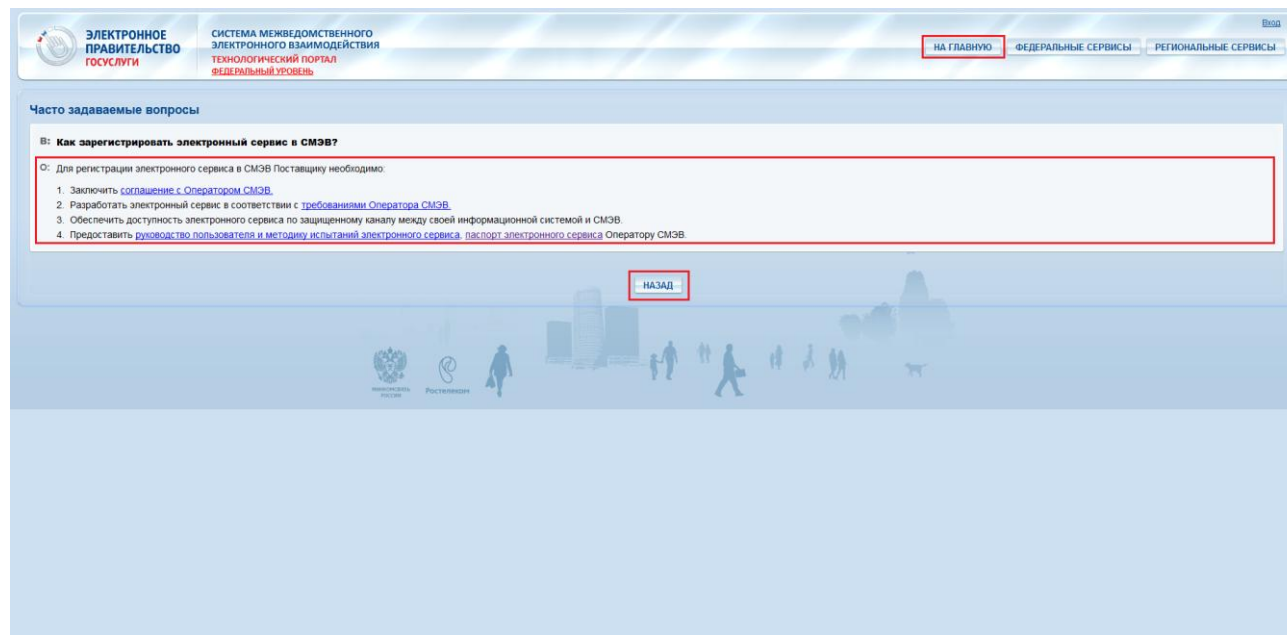 ЭЛЕКТРОННОЕ
ПРАВИТЕЛЬСТВО
ГОСУСЛУГИ
СИСТЕМА МЕЖВЕДОМСТВЕННОГО
ЭЛЕКТРОННОГО ВЗАИМОДЕЙСТВИЯ
ТЕХНОЛОГИЧЕСКИЙ ПОРТАЛ
ФЕДЕРАЛЬНЫЙ УРОВЕНЬ
Вход
НА ГЛАВНУЮ ФЕДЕРАЛЬНЫЕ СЕРВИСЫ РЕГИОНАЛЬНЫЕ СЕРВИСЫ
Часто задаваемые вопросы
В: Как зарегистрировать электронный сервис в СМЭВ?
О: Для регистрации электронного сервиса в СМЭВ Поставщику необходимо:
1. Заключить соглашение с Оператором СМЭВ.
2. Разработать электронный сервис в соответствии с требованиями Оператора СМЭВ.
3. Обеспечить доступность электронного сервиса по защищенному каналу между своей информационной системой и СМЭВ.
4. Предоставить руководство пользователя и методику испытаний электронного сервиса, паспорт электронного сервиса Оператору СМЭВ.
НАЗАД
МИНКОМСВЯЗЬ
РОССИИ
Ростелеком